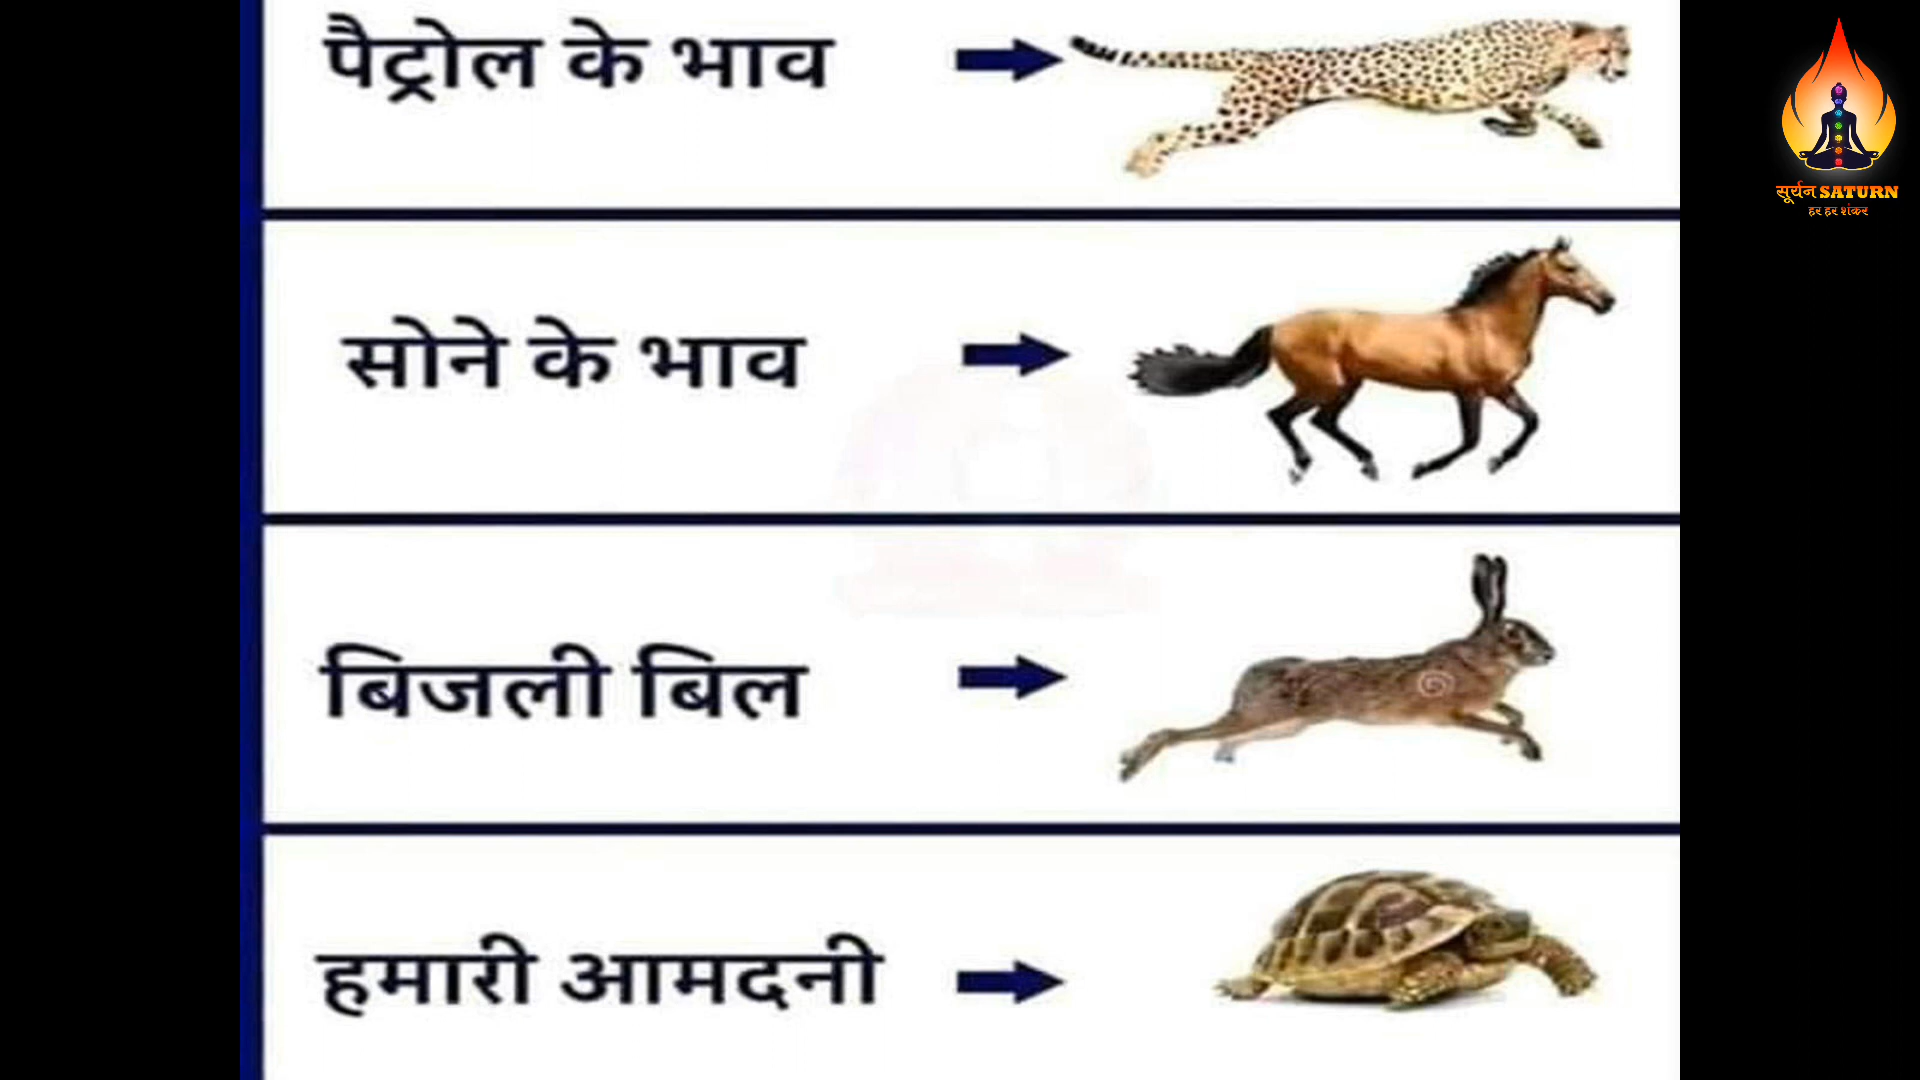 पैट्रोल के भाव
सोने के भाव
बिजली बिल
हमारी आमदनी
सूर्यन SATURN
हर हर शंकर